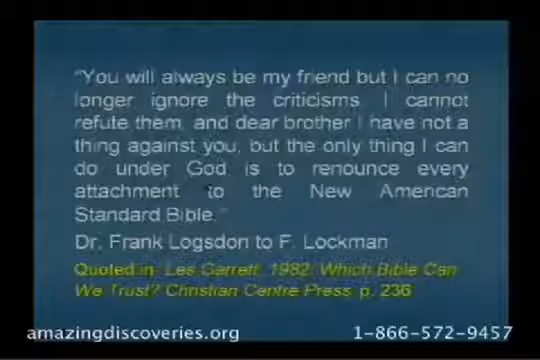 "You will always be my friend but I can no
longer ignore the criticisms. I cannot
refute them, and dear brother I have not a
thing against you, but the only thing I can
do under God is to renounce every
attachment to the New American
Standard Bible."
Dr. Frank Logsdon to F. Lockman
Quoted in: Les Garrett, 1982: Which Bible Can
We Trust? Christian Centre Press. p. 236
amazingdiscoveries.org
1-866-572-9457